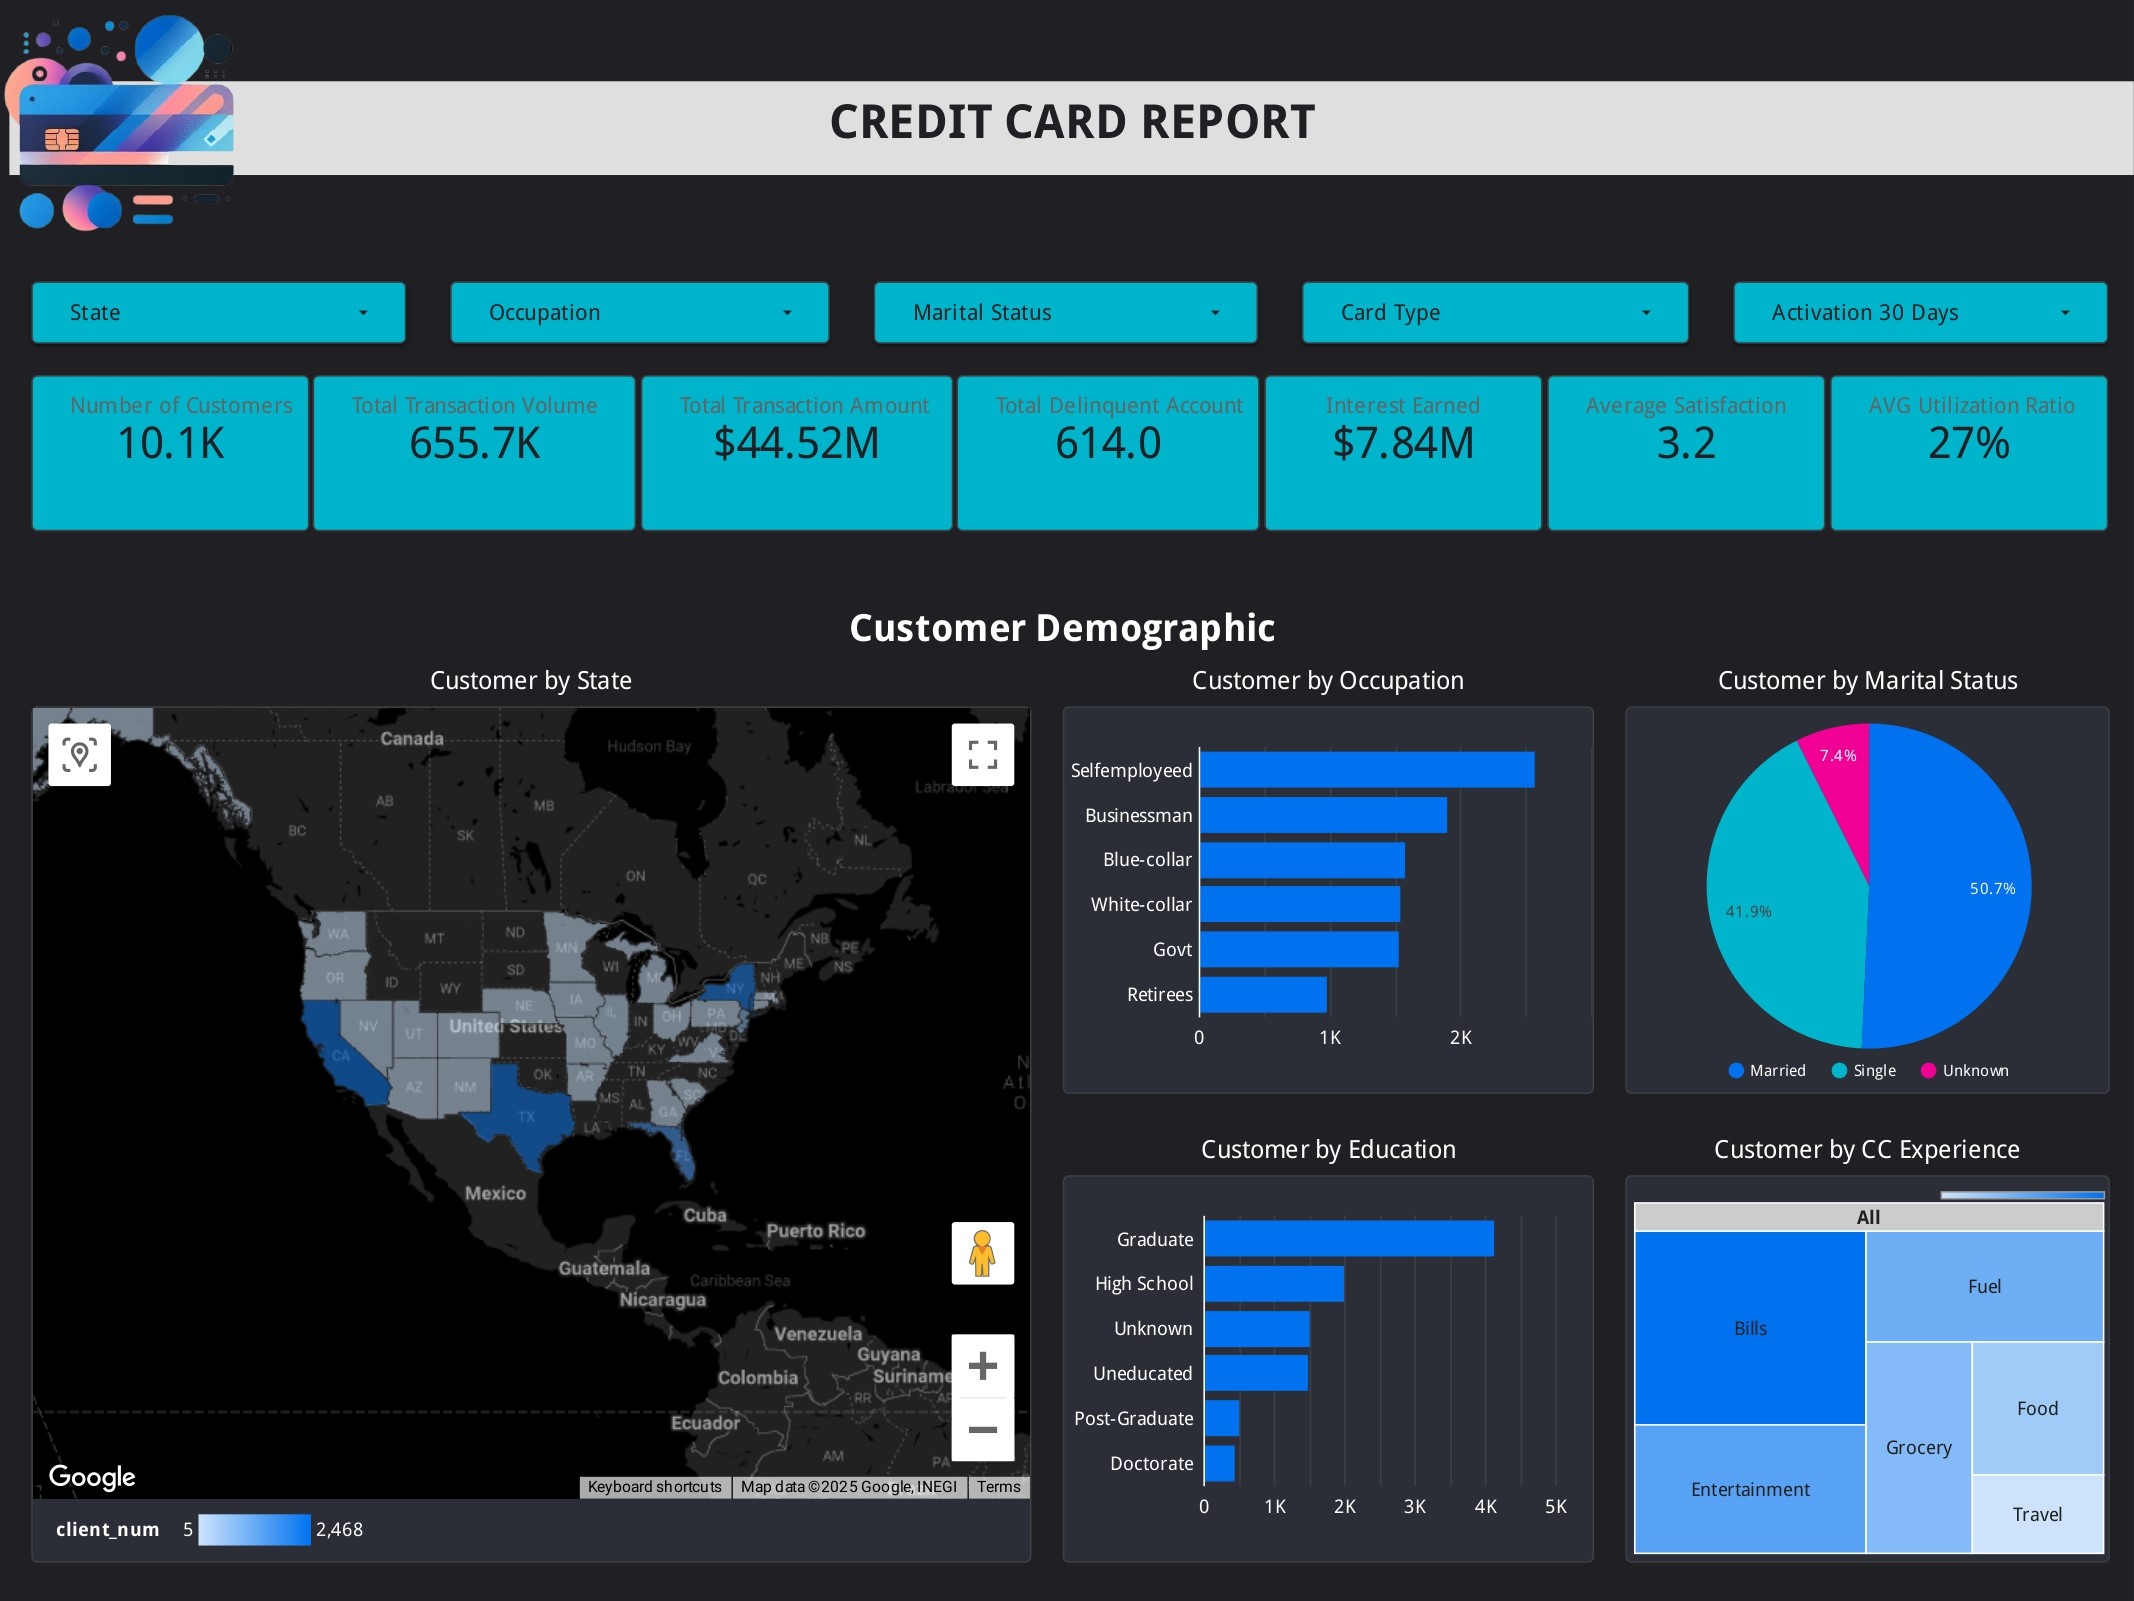 CREDIT CARD REPORT
State
Occupation
Marital Status
Card Type
Activation 30 Days
Number of Customers
10.1K
Total Transaction Volume
655.7K
Total Transaction Amount
$44.52M
Total Delinquent Account
614.0
Interest Earned
$7.84M
Average Satisfaction
3.2
AVG Utilization Ratio
27%
Customer Demographic
Customer by State
Canada
Hudson Bay
Labrador Sea
AB
MB
BC
SK
NL
ON
QC
WA
MT
ND
MN
NB
PE
NS
ME
OR
ID
SD
WI
NH
WY
NY
NE
IA
NV
UT
United States
IL
IN
OH
PA
MD
DE
CA
MO
KY
WV
AZ
NM
OK
AR
TN
NC
SC
MS
AL
GA
TX
LA
FL
Mexico
Cuba
Puerto Rico
Guatemala
Caribbean Sea
Nicaragua
Venezuela
Guyana
Colombia
Suriname
RR
Ecuador
AM
PA
Google
Keyboard shortcuts
Map data ©2025 Google, INEGI
Terms
client_num 5 2,468
Customer by Occupation
Selfemployeed
Businessman
Blue-collar
White-collar
Govt
Retirees
0 1K 2K
Customer by Marital Status
7.4%
50.7%
41.9%
Married Single Unknown
Customer by Education
Graduate
High School
Unknown
Uneducated
Post-Graduate
Doctorate
0 1K 2K 3K 4K 5K
Customer by CC Experience
All
Bills
Fuel
Food
Grocery
Entertainment
Travel